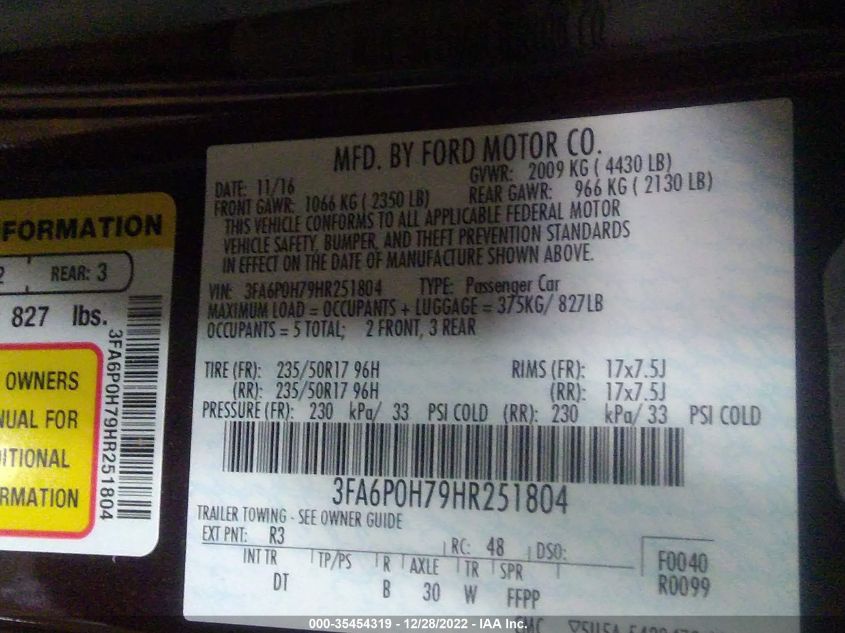 MFD. BY FORD MOTOR CO.
DATE: 11/16
GVWR: 2009 KG ( 4430 LB)
FRONT GAWR: 1066 KG ( 2350 LB)
REAR GAWR: 966 KG ( 2130 LB)
THIS VEHICLE CONFORMS TO ALL APPLICABLE FEDERAL MOTOR
VEHICLE SAFETY, BUMPER, AND THEFT PREVENTION STANDARDS
IN EFFECT ON THE DATE OF MANUFACTURE SHOWN ABOVE.
VIN: 3FA6P0H79HR251804 TYPE: Passenger Car
MAXIMUM LOAD = OCCUPANTS + LUGGAGE = 375KG/ 827LB
OCCUPANTS = 5 TOTAL; 2 FRONT, 3 REAR
TIRE (FR): 235/50R17 96H RIMS (FR): 17x7.5J
(RR): 235/50R17 96H (RR): 17x7.5J
PRESSURE (FR): 230 kPa/ 33 PSI COLD (RR): 230 kPa/ 33 PSI COLD
3FA6P0H79HR251804
TRAILER TOWING - SEE OWNER GUIDE
EXT PNT: R3 RC: 48 DSO:
INT TR TP/PS R AXLE TR SPR
DT B 30 W FFPP
F0040
R0099
FORMATION
2 REAR: 3
827 lbs.
3FA6P0H79HR251804
OWNERS
NUAL FOR
DITIONAL
RMATION
000-35454319 - 12/28/2022 - IAA Inc.